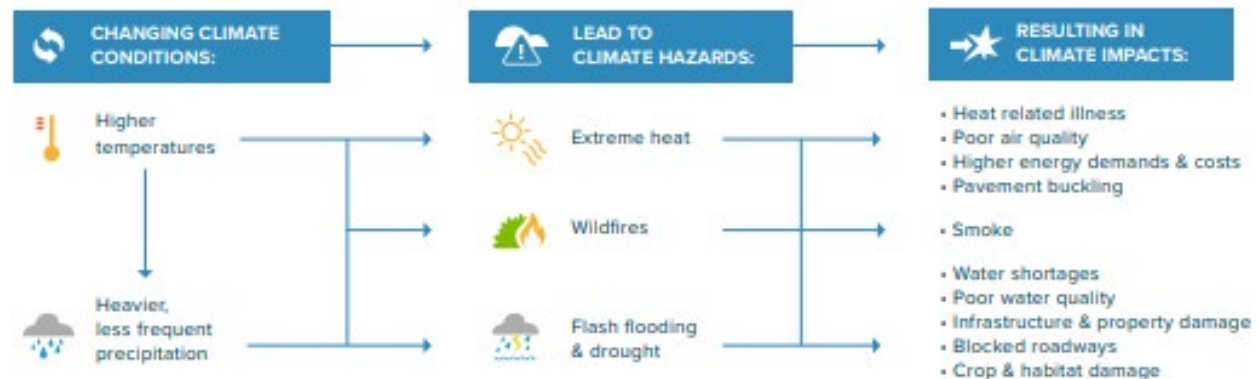 CHANGING CLIMATE
CONDITIONS:
LEAD TO
CLIMATE HAZARDS:
RESULTING IN
CLIMATE IMPACTS:
Higher
temperatures
Heavier,
less frequent
precipitation
Extreme heat
Wildfires
Flash flooding
& drought
• Heat related illness
• Poor air quality
• Higher energy demands & costs
• Pavement buckling
• Smoke
• Water shortages
• Poor water quality
• Infrastructure & property damage
• Blocked roadways
• Crop & habitat damage